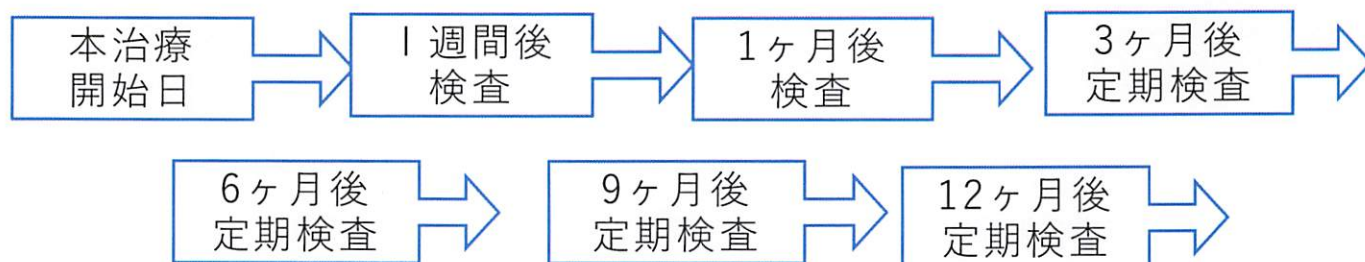 本治療
開始日
1週間後
検査
1ヶ月後
検査
3ヶ月後
定期検査
6ヶ月後
定期検査
9ヶ月後
定期検査
12ヶ月後
定期検査